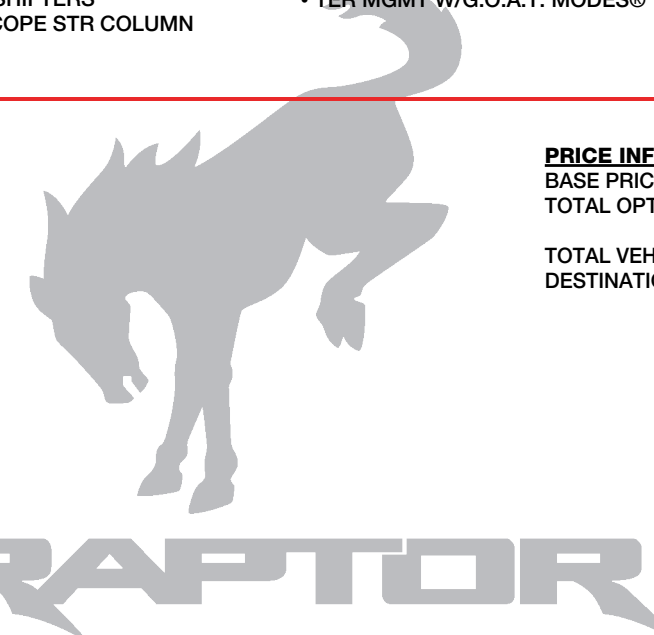 SHIFTERS
COPE STR COLUMN
• TER MGMT W/G.O.A.T. MODES®
PRICE INF
BASE PRIC
TOTAL OPT
TOTAL VEH
DESTINATIO
RAPTOR